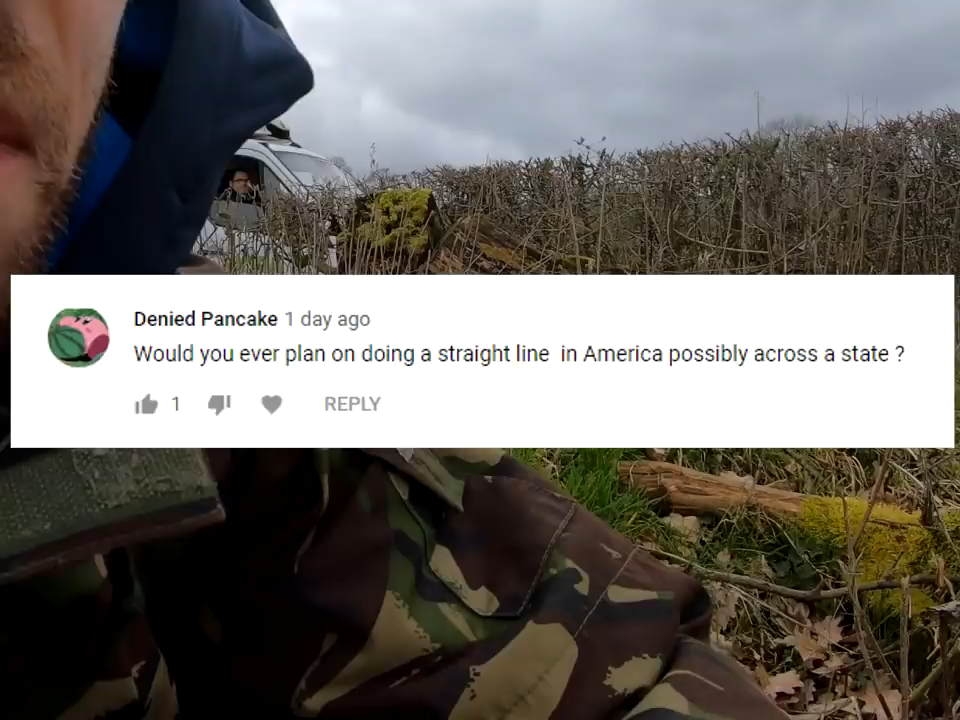 Denied Pancake 1 day ago
Would you ever plan on doing a straight line  in America possibly across a state ?
1 REPLY